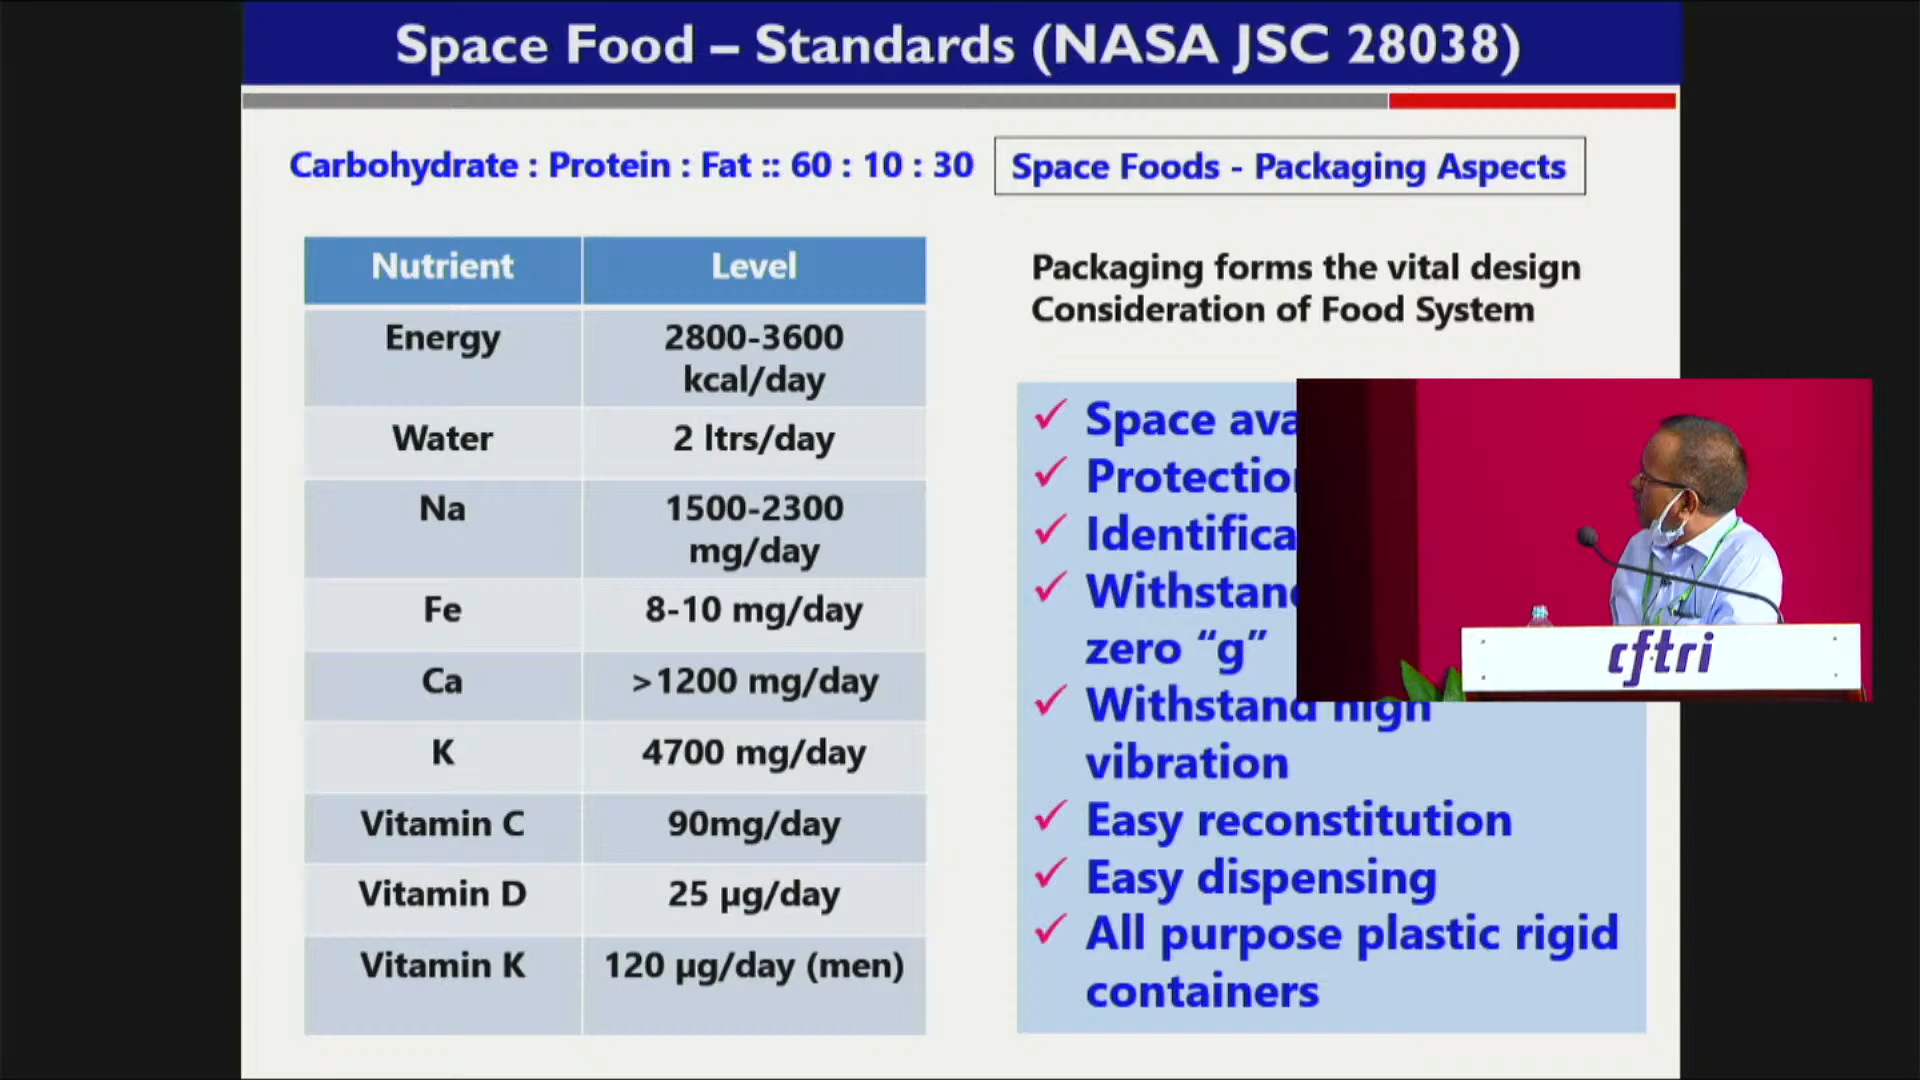 Space Food – Standards (NASA JSC 28038)
Carbohydrate : Protein : Fat :: 60 : 10 : 30
Space Foods - Packaging Aspects
Nutrient Level
Energy 2800-3600
kcal/day
Water 2 ltrs/day
Na 1500-2300
mg/day
Fe 8-10 mg/day
Ca >1200 mg/day
K 4700 mg/day
Vitamin C 90mg/day
Vitamin D 25 µg/day
Vitamin K 120 µg/day (men)
Packaging forms the vital design
Consideration of Food System
✓ Space
✓
✓
✓
zero “g”
✓ Withstand high
vibration
✓ Easy reconstitution
✓ Easy dispensing
✓ All purpose plastic rigid
containers
cftri